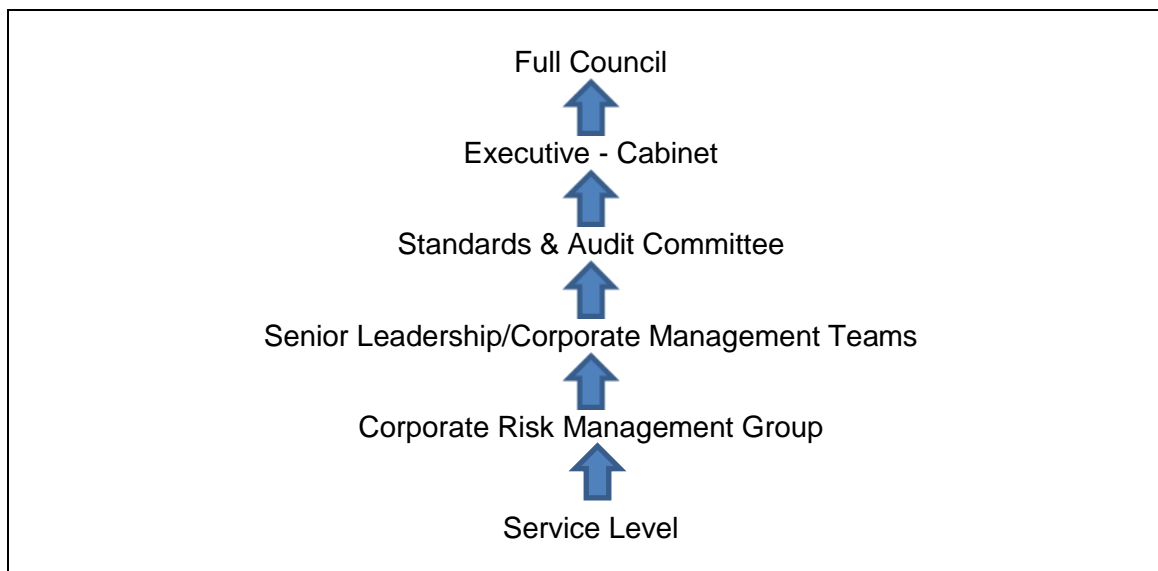 Full Council
Executive - Cabinet
Standards & Audit Committee
Senior Leadership/Corporate Management Teams
Corporate Risk Management Group
Service Level